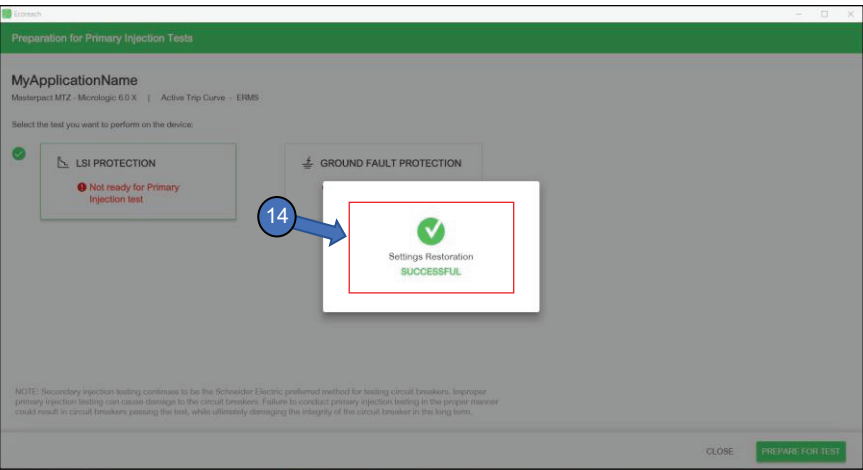 Ecoreach
Preparation for Primary Injection Tests
MyApplicationName
Masterpact MTZ - Micrologic 6.0 X | Active Trip Curve - ERMS
Select the test you want to perform on the device:
LSI PROTECTION
Not ready for Primary
Injection test
GROUND FAULT PROTECTION
14
Settings Restoration
SUCCESSFUL
NOTE: Secondary injection testing continues to be the Schneider Electric preferred method for testing circuit breakers. Improper
primary injection testing can cause damage to the circuit breakers. Failure to conduct primary injection testing in the proper manner
could result in circuit breakers passing the test, while ultimately damaging the integrity of the circuit breaker in the long term.
CLOSE
PREPARE FOR TEST